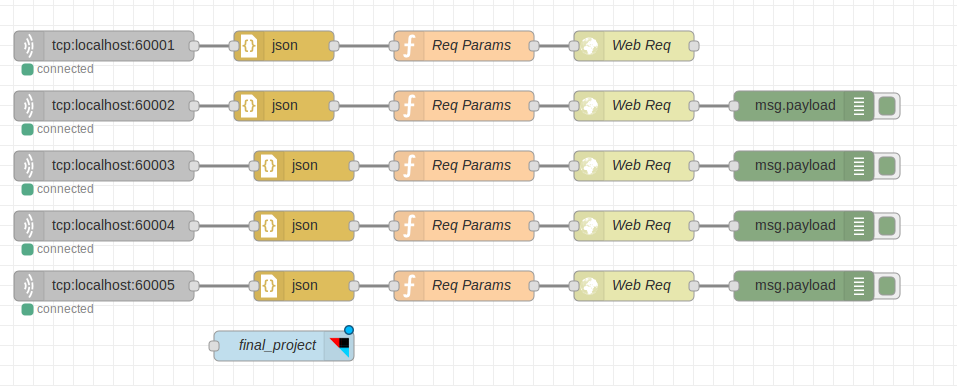 tcp:localhost:60001 json Req Params Web Req
connected
tcp:localhost:60002 json Req Params Web Req msg.payload
connected
tcp:localhost:60003 json Req Params Web Req msg.payload
connected
tcp:localhost:60004 json Req Params Web Req msg.payload
connected
tcp:localhost:60005 json Req Params Web Req msg.payload
connected
final_project